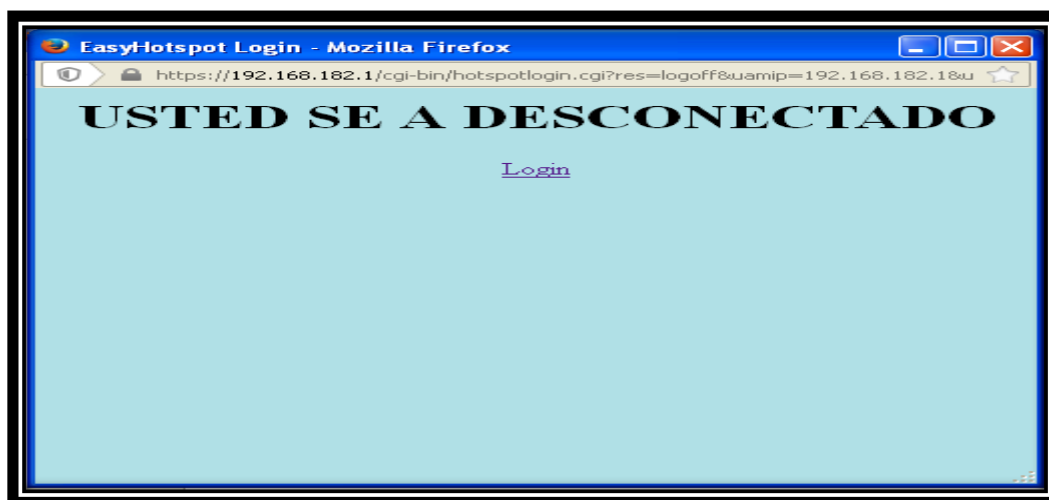 EasyHotspot Login - Mozilla Firefox
https://192.168.182.1/cgi-bin/hotspotlogin.cgi?res=logoff&uamip=192.168.182.1&u
USTED SE A DESCONECTADO
Login